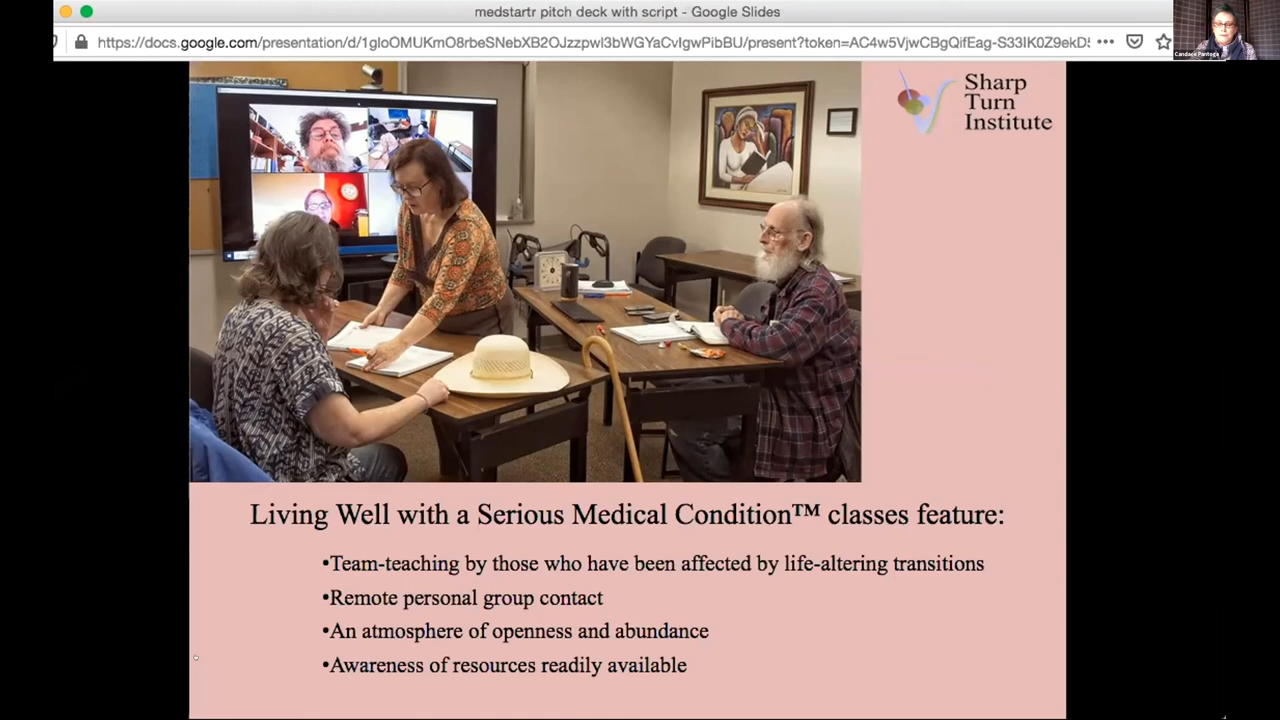 medstartr pitch deck with script - Google Slides
Candace Pantoga
Sharp
Turn
Institute
Living Well with a Serious Medical Condition™ classes feature:
•Team-teaching by those who have been affected by life-altering transitions
•Remote personal group contact
•An atmosphere of openness and abundance
•Awareness of resources readily available